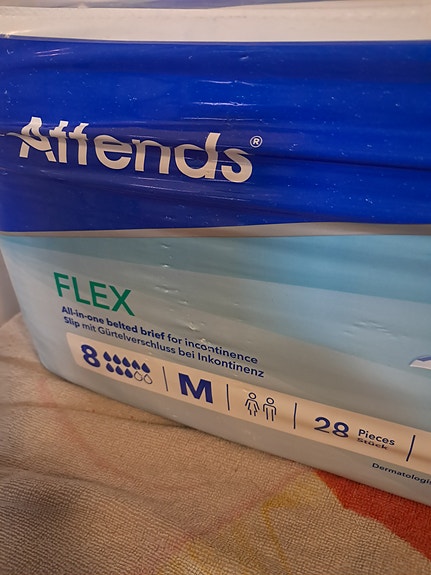 Attends®
FLEX
All-in-one belted brief for incontinence
Slip mit Gürtelverschluss bei Inkontinenz
8 M 28 Pieces
Stück